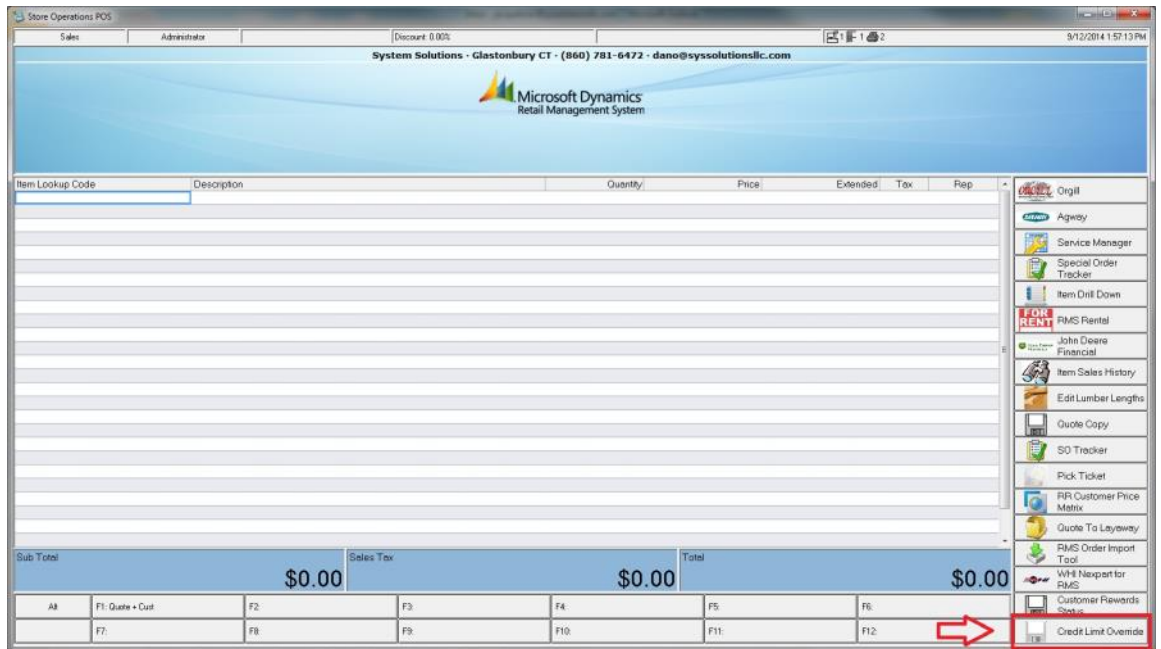 Store Operations POS
Sales Administrator Discount: 0.00% 1 1 2 9/12/2014 1:57:13 PM
System Solutions - Glastonbury CT - (860) 781-6472 - dano@syssolutionsllc.com
Microsoft Dynamics
Retail Management System
Item Lookup Code Description Quantity Price Extended Tax Rep
Orgill
Agway
Service Manager
Special Order
Tracker
Item Drill Down
FOR
RENT
RMS Rental
John Deere
Financial
Item Sales History
Edit Lumber Lengths
Quote Copy
SO Tracker
Pick Ticket
RR Customer Price
Matrix
Quote To Layaway
RMS Order Import
Tool
WHI Nexpart for
RMS
Customer Rewards
Status
Credit Limit Override
Sub Total Sales Tax Total
$0.00 $0.00 $0.00
Alt F1: Quote + Cust F2: F3: F4: F5: F6:
F7: F8: F9: F10: F11: F12: